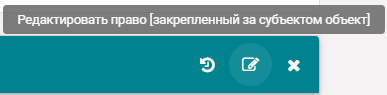 Редактировать право [закрепленный за субъектом объект]